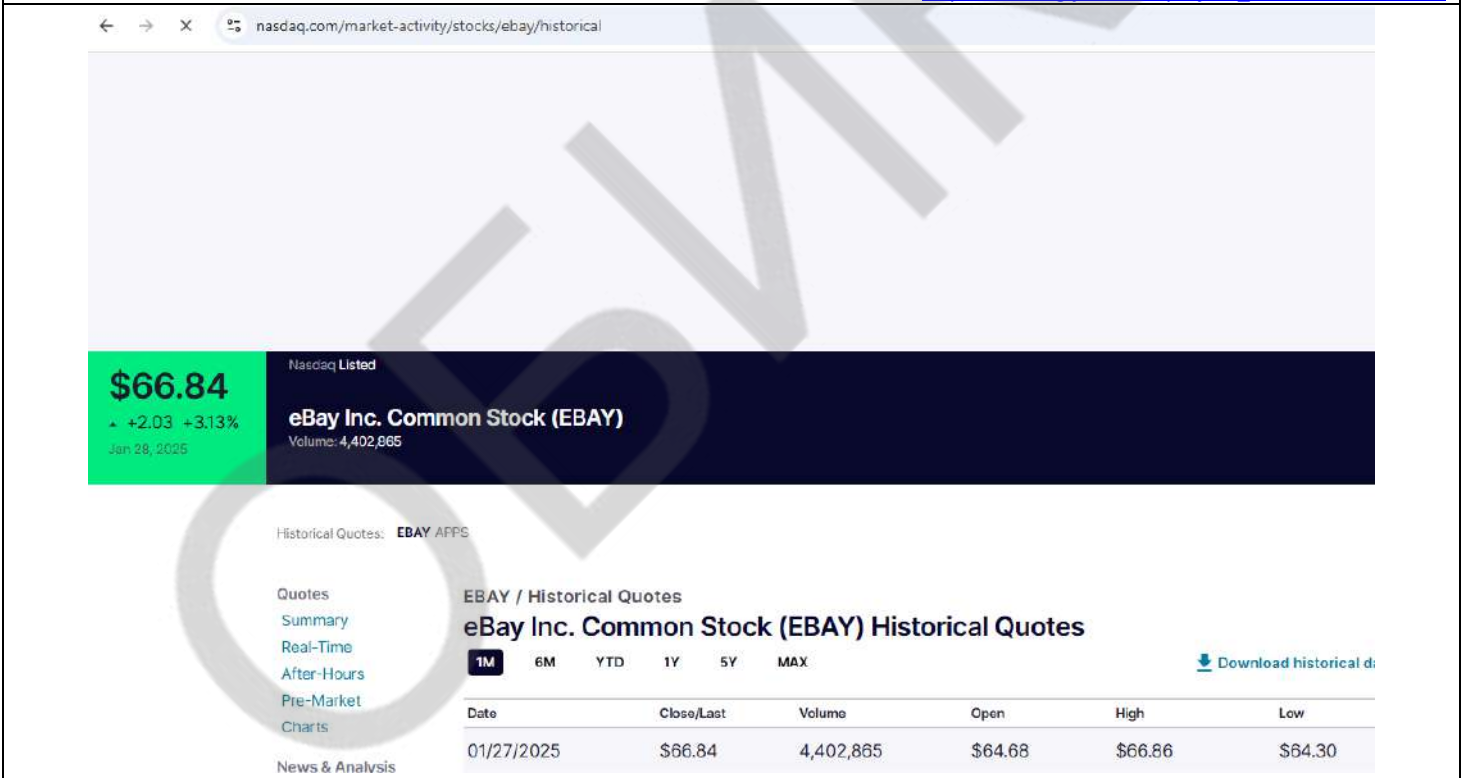 nasdaq.com/market-activity/stocks/ebay/historical
$66.84
+2.03 +3.13%
Jan 28, 2025
Nasdaq Listed
eBay Inc. Common Stock (EBAY)
Volume: 4,402,865
Historical Quotes: EBAY APPS
Quotes
Summary
Real-Time
After-Hours
Pre-Market
Charts
News & Analysis
EBAY / Historical Quotes
eBay Inc. Common Stock (EBAY) Historical Quotes
1M 6M YTD 1Y 5Y MAX
Download historical da
Date Close/Last Volume Open High Low
01/27/2025 $66.84 4,402,865 $64.68 $66.86 $64.30